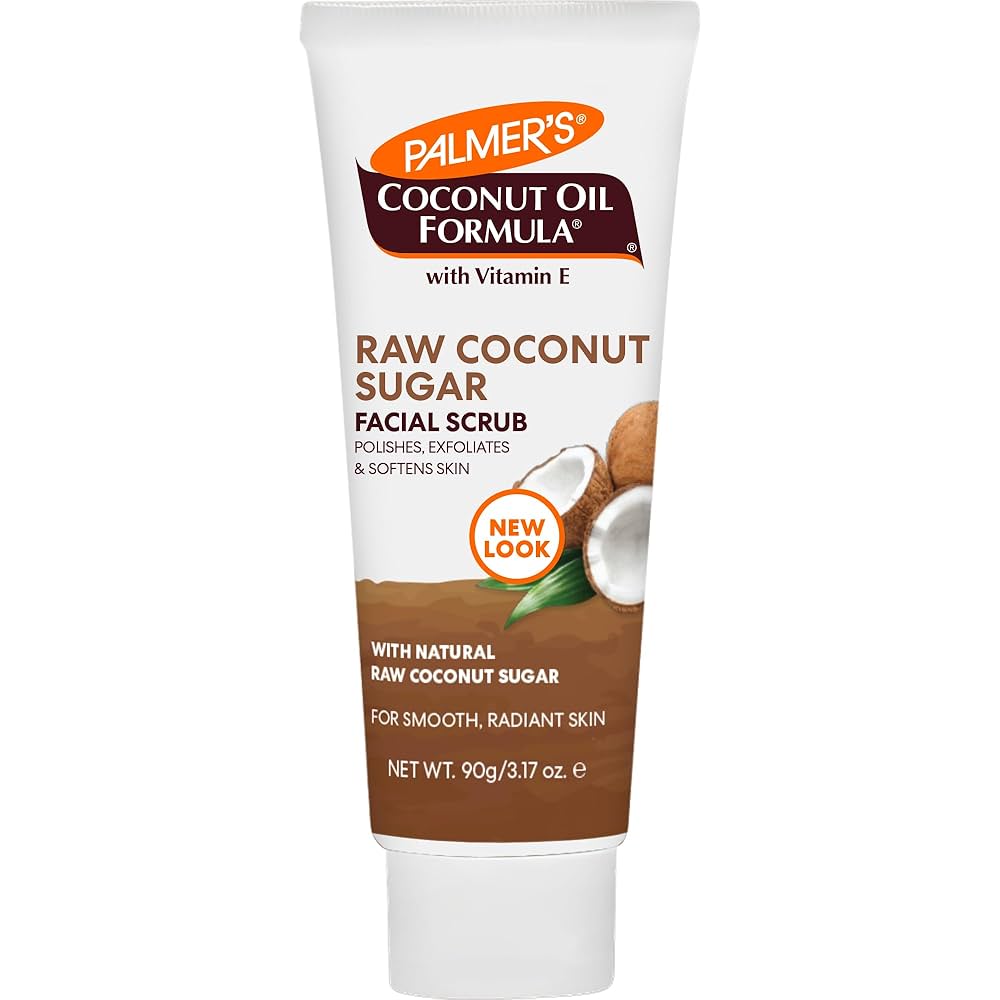 PALMER'S®
COCONUT OIL
FORMULA®
®
with Vitamin E
RAW COCONUT
SUGAR
FACIAL SCRUB
POLISHES, EXFOLIATES
& SOFTENS SKIN
NEW
LOOK
WITH NATURAL
RAW COCONUT SUGAR
FOR SMOOTH, RADIANT SKIN
NET WT. 90g/3.17 oz. ℮